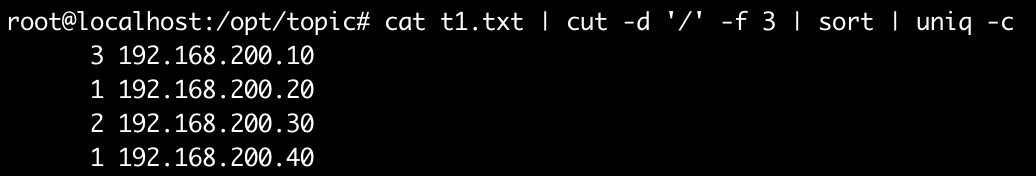 root@localhost:/opt/topic# cat t1.txt | cut -d '/' -f 3 | sort | uniq -c
      3 192.168.200.10
      1 192.168.200.20
      2 192.168.200.30
      1 192.168.200.40